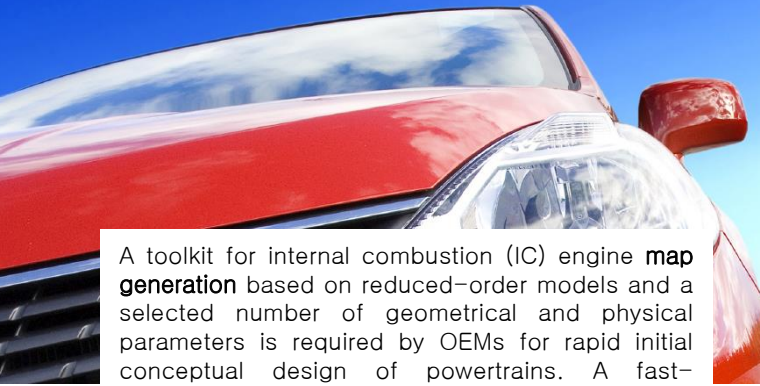 A toolkit for internal combustion (IC) engine map
generation based on reduced-order models and a
selected number of geometrical and physical
parameters is required by OEMs for rapid initial
conceptual design of powertrains. A fast-